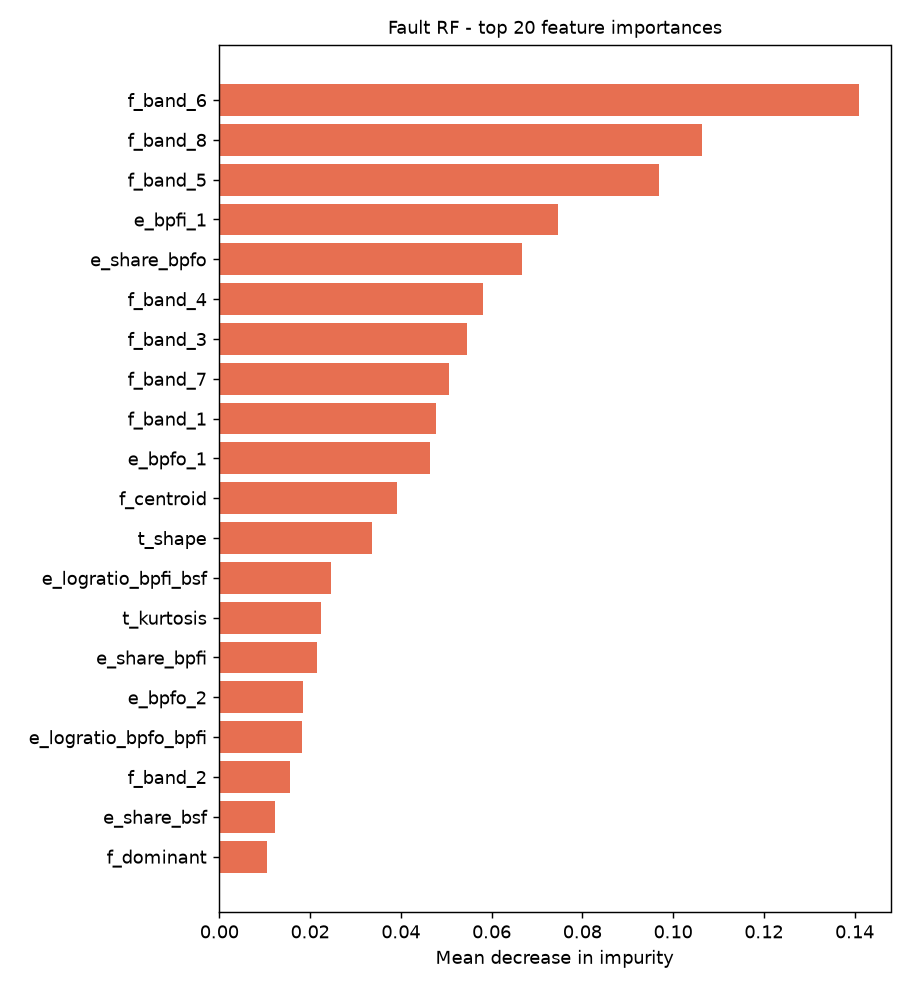 Fault RF - top 20 feature importances
f_band_6
f_band_8
f_band_5
e_bpfi_1
e_share_bpfo
f_band_4
f_band_3
f_band_7
f_band_1
e_bpfo_1
f_centroid
t_shape
e_logratio_bpfi_bsf
t_kurtosis
e_share_bpfi
e_bpfo_2
e_logratio_bpfo_bpfi
f_band_2
e_share_bsf
f_dominant
0.00 0.02 0.04 0.06 0.08 0.10 0.12 0.14
Mean decrease in impurity